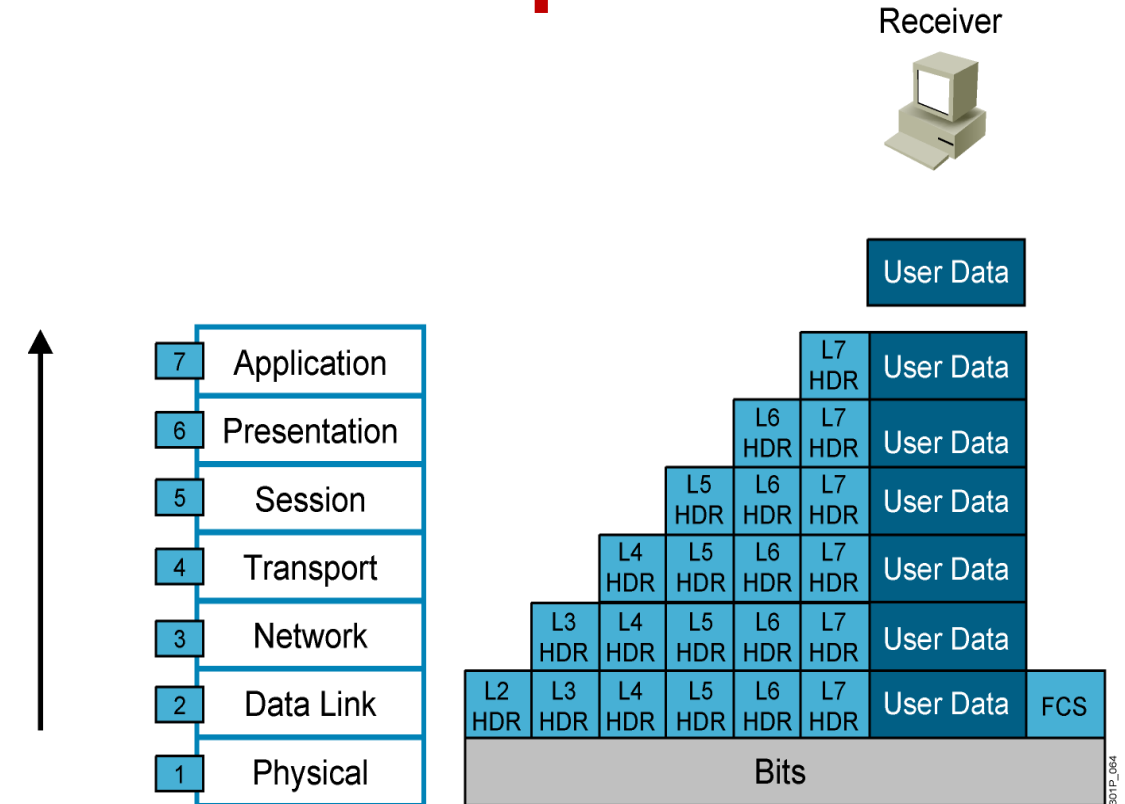 Receiver
User Data
7 Application L7 HDR User Data
6 Presentation L6 HDR L7 HDR User Data
5 Session L5 HDR L6 HDR L7 HDR User Data
4 Transport L4 HDR L5 HDR L6 HDR L7 HDR User Data
3 Network L3 HDR L4 HDR L5 HDR L6 HDR L7 HDR User Data
2 Data Link L2 HDR L3 HDR L4 HDR L5 HDR L6 HDR L7 HDR User Data FCS
1 Physical Bits
301P_064